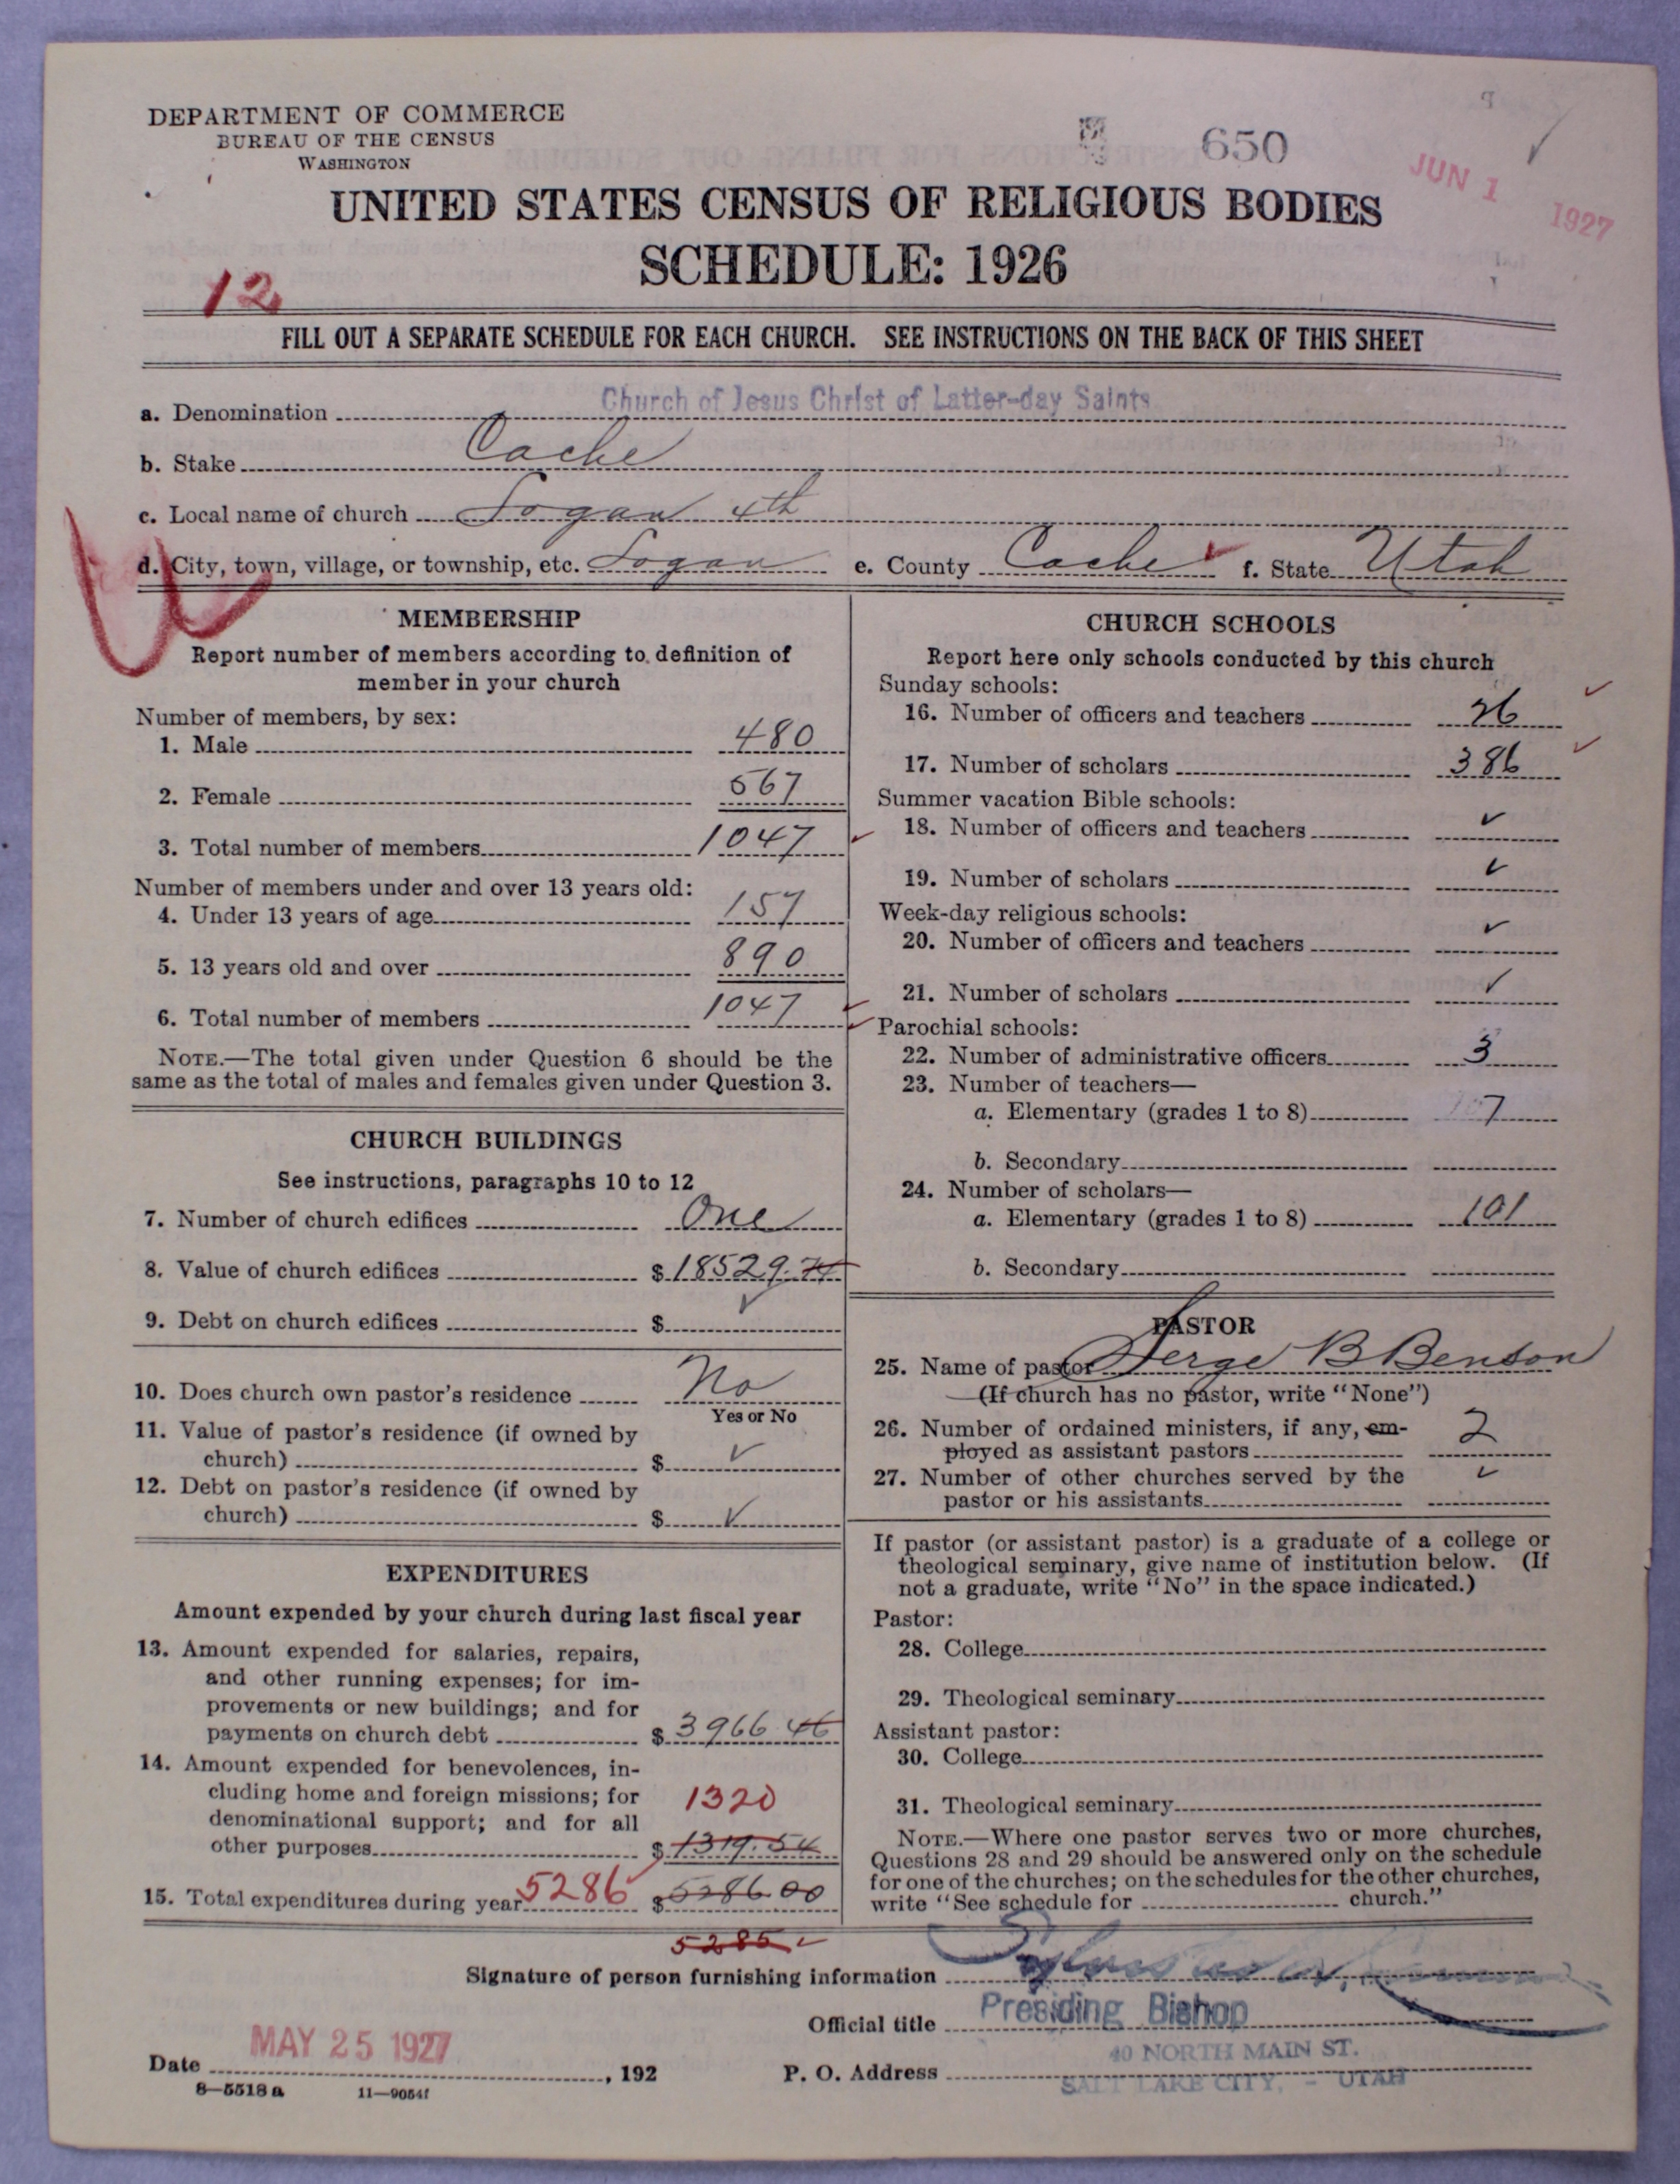 DEPARTMENT OF COMMERCE
BUREAU OF THE CENSUS
WASHINGTON
650
JUN 1 1927
UNITED STATES CENSUS OF RELIGIOUS BODIES
SCHEDULE: 1926
12
FILL OUT A SEPARATE SCHEDULE FOR EACH CHURCH. SEE INSTRUCTIONS ON THE BACK OF THIS SHEET
a. Denomination Church of Jesus Christ of Latter-day Saints
b. Stake Cache
c. Local name of church Logan 4th
d. City, town, village, or township, etc. Logan e. County Cache f. State Utah
MEMBERSHIP
Report number of members according to definition of
member in your church
Number of members, by sex:
1. Male 480
2. Female 567
3. Total number of members 1047
Number of members under and over 13 years old:
4. Under 13 years of age 157
5. 13 years old and over 890
6. Total number of members 1047
NOTE.—The total given under Question 6 should be the
same as the total of males and females given under Question 3.
CHURCH BUILDINGS
See instructions, paragraphs 10 to 12
7. Number of church edifices One
8. Value of church edifices $ 18529.74
9. Debt on church edifices $ ✓
10. Does church own pastor's residence No
Yes or No
11. Value of pastor's residence (if owned by
church) $ ✓
12. Debt on pastor's residence (if owned by
church) $ ✓
EXPENDITURES
Amount expended by your church during last fiscal year
13. Amount expended for salaries, repairs,
and other running expenses; for im-
provements or new buildings; and for
payments on church debt $ 3966 46
14. Amount expended for benevolences, in-
cluding home and foreign missions; for 1320
denominational support; and for all
other purposes $ 1319.54
15. Total expenditures during year 5286 $ 5286.00
5285
CHURCH SCHOOLS
Report here only schools conducted by this church
Sunday schools:
16. Number of officers and teachers 26
17. Number of scholars 386
Summer vacation Bible schools:
18. Number of officers and teachers ✓
19. Number of scholars ✓
Week-day religious schools:
20. Number of officers and teachers ✓
21. Number of scholars ✓
Parochial schools:
22. Number of administrative officers 3
23. Number of teachers—
a. Elementary (grades 1 to 8) 7
b. Secondary
24. Number of scholars—
a. Elementary (grades 1 to 8) 101
b. Secondary
PASTOR
25. Name of pastor Serge B Benson
(If church has no pastor, write "None")
26. Number of ordained ministers, if any, em-
ployed as assistant pastors 2
27. Number of other churches served by the
pastor or his assistants ✓
If pastor (or assistant pastor) is a graduate of a college or
theological seminary, give name of institution below. (If
not a graduate, write "No" in the space indicated.)
Pastor:
28. College
29. Theological seminary
Assistant pastor:
30. College
31. Theological seminary
NOTE.—Where one pastor serves two or more churches,
Questions 28 and 29 should be answered only on the schedule
for one of the churches; on the schedules for the other churches,
write "See schedule for church."
Signature of person furnishing information
Official title Presiding Bishop
Date MAY 25 1927, 192
P. O. Address 40 NORTH MAIN ST.
SALT LAKE CITY, - UTAH
8—5518 a 11—9054f